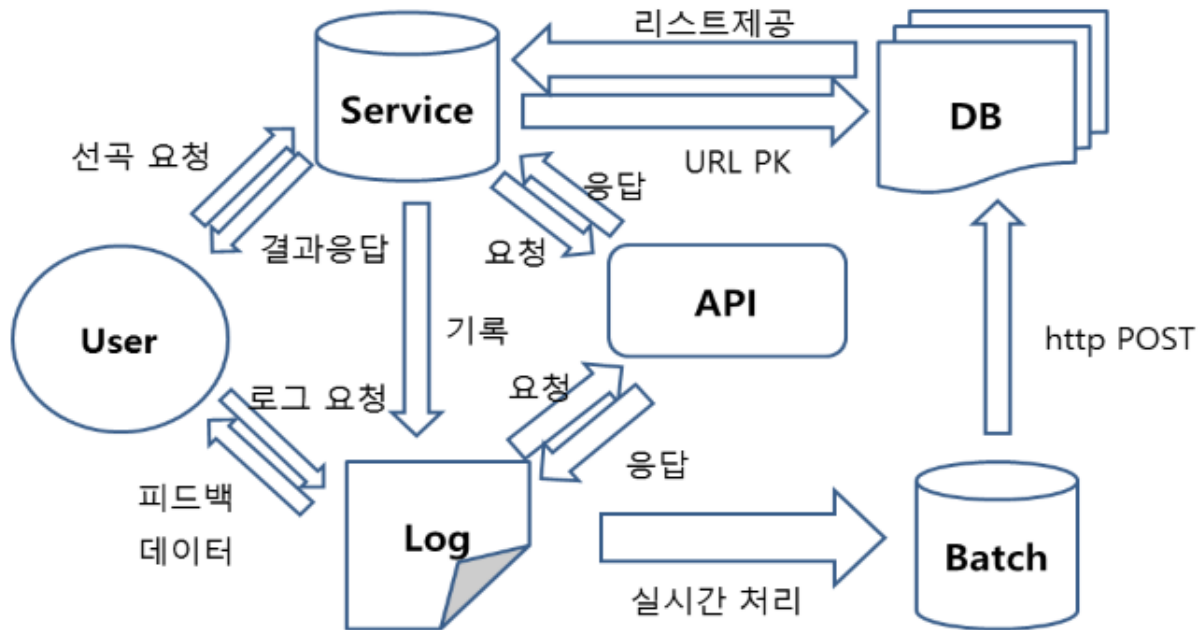 리스트제공
Service
DB
선곡 요청
URL PK
응답
결과응답
요청
API
User
기록
http POST
로그 요청
요청
응답
피드백
데이터
Log
Batch
실시간 처리